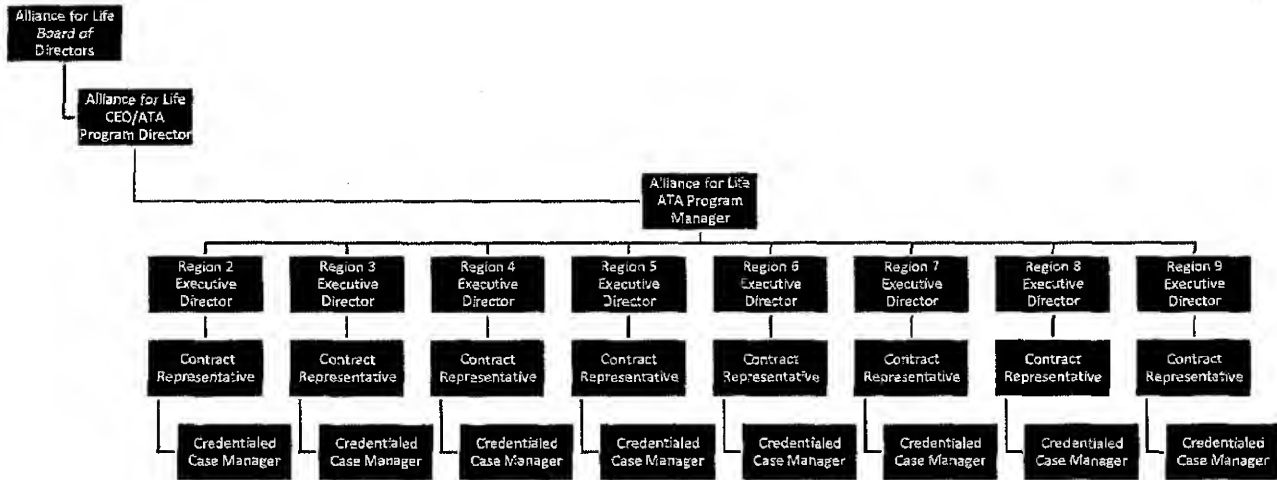 Alliance for Life
Board of
Directors
Alliance for Life
CEO/ATA
Program Director
Alliance for Life
ATA Program
Manager
Region 2
Executive
Director
Region 3
Executive
Director
Region 4
Executive
Director
Region 5
Executive
Director
Region 6
Executive
Director
Region 7
Executive
Director
Region 8
Executive
Director
Region 9
Executive
Director
Contract
Representative
Contract
Representative
Contract
Representative
Contract
Representative
Contract
Representative
Contract
Representative
Contract
Representative
Contract
Representative
Credentialed
Case Manager
Credentialed
Case Manager
Credentialed
Case Manager
Credentialed
Case Manager
Credentialed
Case Manager
Credentialed
Case Manager
Credentialed
Case Manager
Credentialed
Case Manager